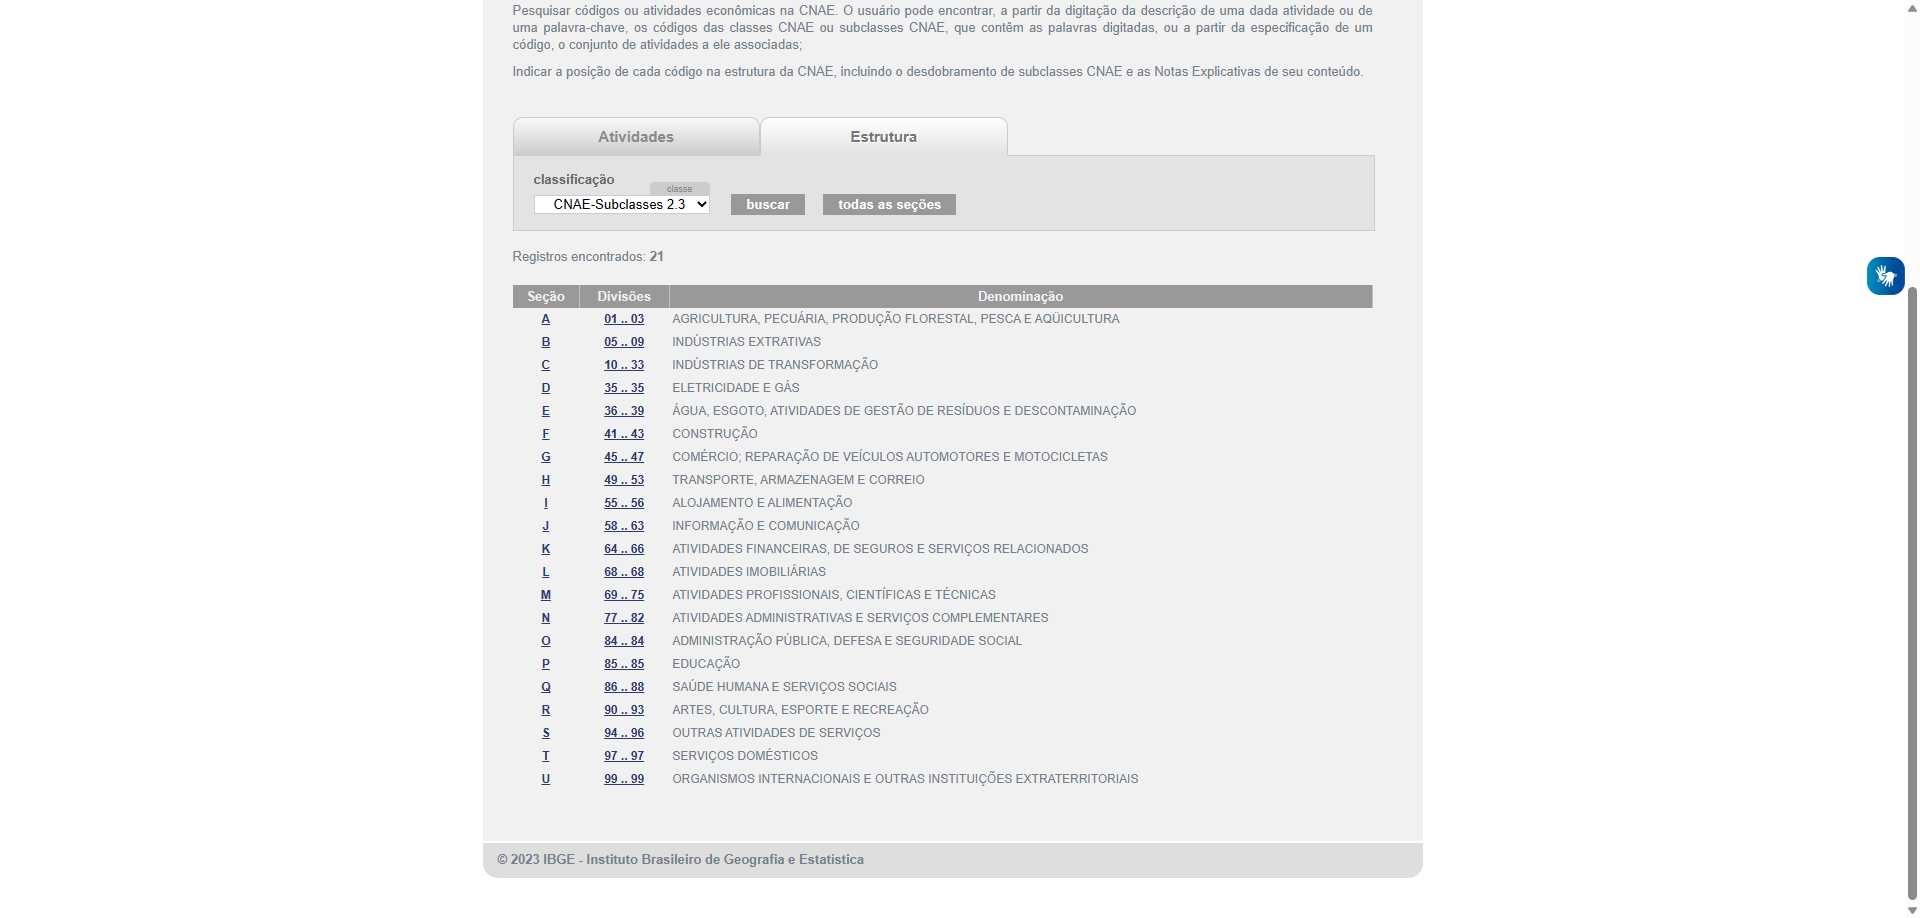 Pesquisar códigos ou atividades econômicas na CNAE. O usuário pode encontrar, a partir da digitação da descrição de uma dada atividade ou de
uma palavra-chave, os códigos das classes CNAE ou subclasses CNAE, que contêm as palavras digitadas, ou a partir da especificação de um
código, o conjunto de atividades a ele associadas;
Indicar a posição de cada código na estrutura da CNAE, incluindo o desdobramento de subclasses CNAE e as Notas Explicativas de seu conteúdo.
Atividades Estrutura
classificação
classe
CNAE-Subclasses 2.3 buscar todas as seções
Registros encontrados: 21
Seção Divisões Denominação
A 01 .. 03 AGRICULTURA, PECUÁRIA, PRODUÇÃO FLORESTAL, PESCA E AQÜICULTURA
B 05 .. 09 INDÚSTRIAS EXTRATIVAS
C 10 .. 33 INDÚSTRIAS DE TRANSFORMAÇÃO
D 35 .. 35 ELETRICIDADE E GÁS
E 36 .. 39 ÁGUA, ESGOTO, ATIVIDADES DE GESTÃO DE RESÍDUOS E DESCONTAMINAÇÃO
F 41 .. 43 CONSTRUÇÃO
G 45 .. 47 COMÉRCIO; REPARAÇÃO DE VEÍCULOS AUTOMOTORES E MOTOCICLETAS
H 49 .. 53 TRANSPORTE, ARMAZENAGEM E CORREIO
I 55 .. 56 ALOJAMENTO E ALIMENTAÇÃO
J 58 .. 63 INFORMAÇÃO E COMUNICAÇÃO
K 64 .. 66 ATIVIDADES FINANCEIRAS, DE SEGUROS E SERVIÇOS RELACIONADOS
L 68 .. 68 ATIVIDADES IMOBILIÁRIAS
M 69 .. 75 ATIVIDADES PROFISSIONAIS, CIENTÍFICAS E TÉCNICAS
N 77 .. 82 ATIVIDADES ADMINISTRATIVAS E SERVIÇOS COMPLEMENTARES
O 84 .. 84 ADMINISTRAÇÃO PÚBLICA, DEFESA E SEGURIDADE SOCIAL
P 85 .. 85 EDUCAÇÃO
Q 86 .. 88 SAÚDE HUMANA E SERVIÇOS SOCIAIS
R 90 .. 93 ARTES, CULTURA, ESPORTE E RECREAÇÃO
S 94 .. 96 OUTRAS ATIVIDADES DE SERVIÇOS
T 97 .. 97 SERVIÇOS DOMÉSTICOS
U 99 .. 99 ORGANISMOS INTERNACIONAIS E OUTRAS INSTITUIÇÕES EXTRATERRITORIAIS
© 2023 IBGE - Instituto Brasileiro de Geografia e Estatística